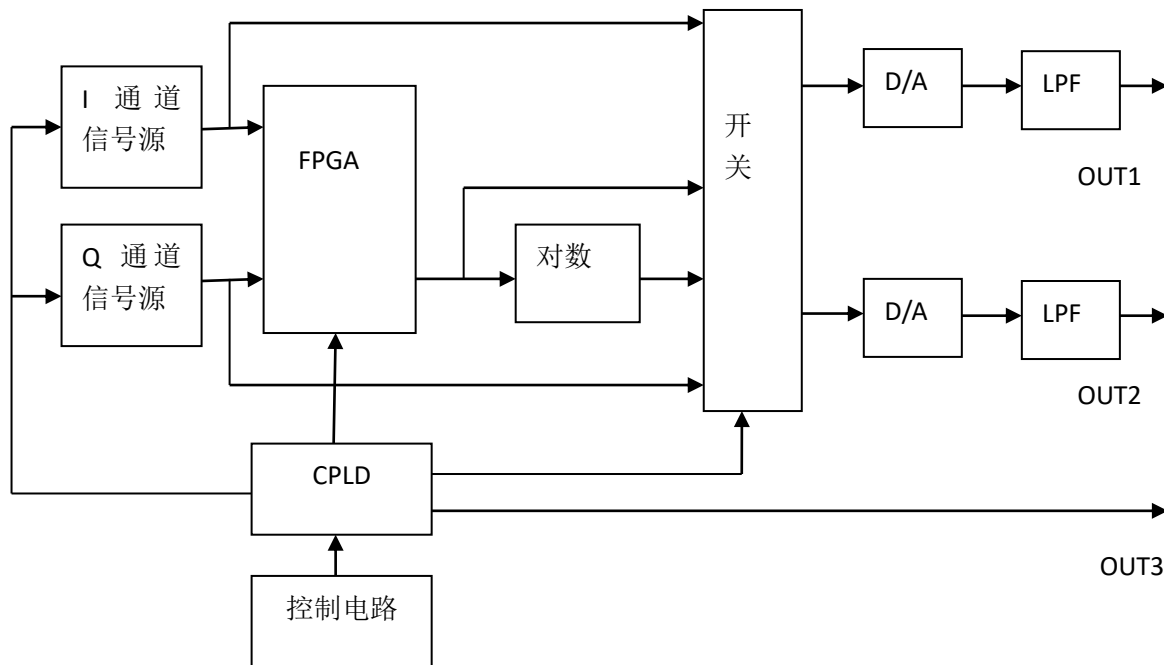 I 通道
信号源
FPGA
开
关
D/A
LPF
OUT1
Q 通道
信号源
对数
D/A
LPF
OUT2
CPLD
OUT3
控制电路